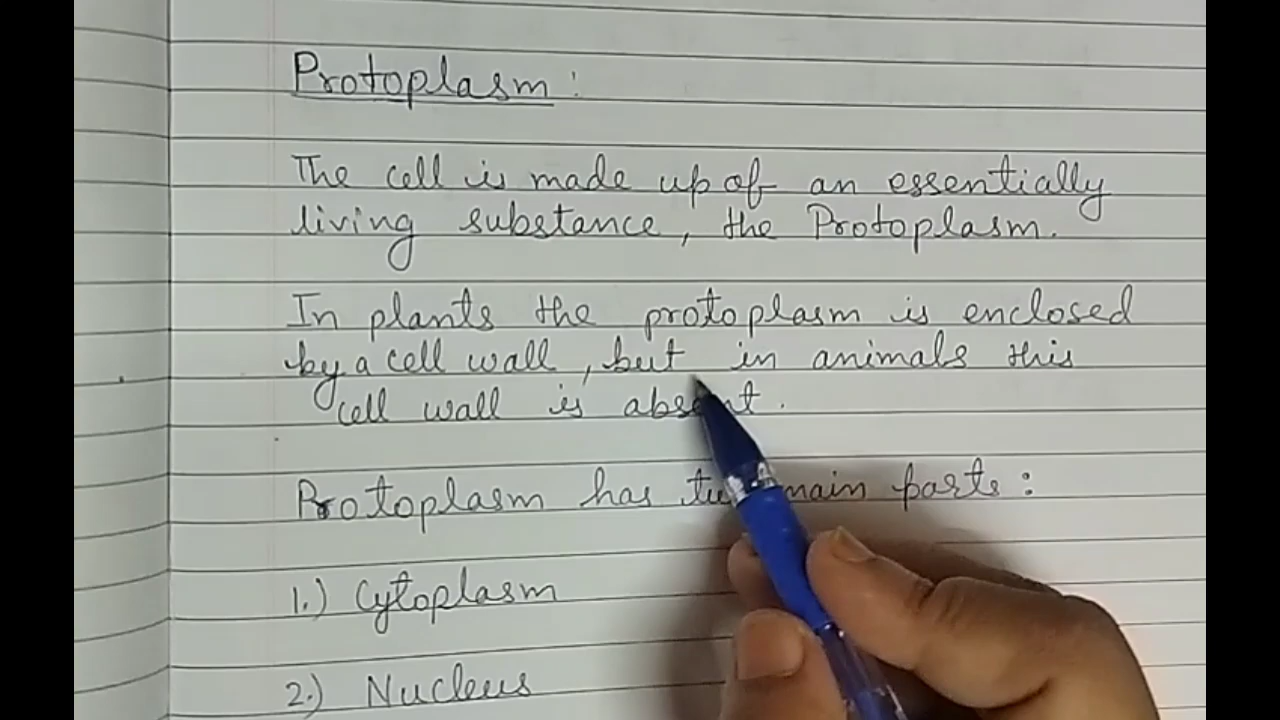 Protoplasm :
The cell is made up of an essentially
living substance, the Protoplasm.
In plants the protoplasm is enclosed
by a cell wall, but in animals this
cell wall is absent.
Protoplasm has two main parts :
1.) Cytoplasm
2.) Nucleus